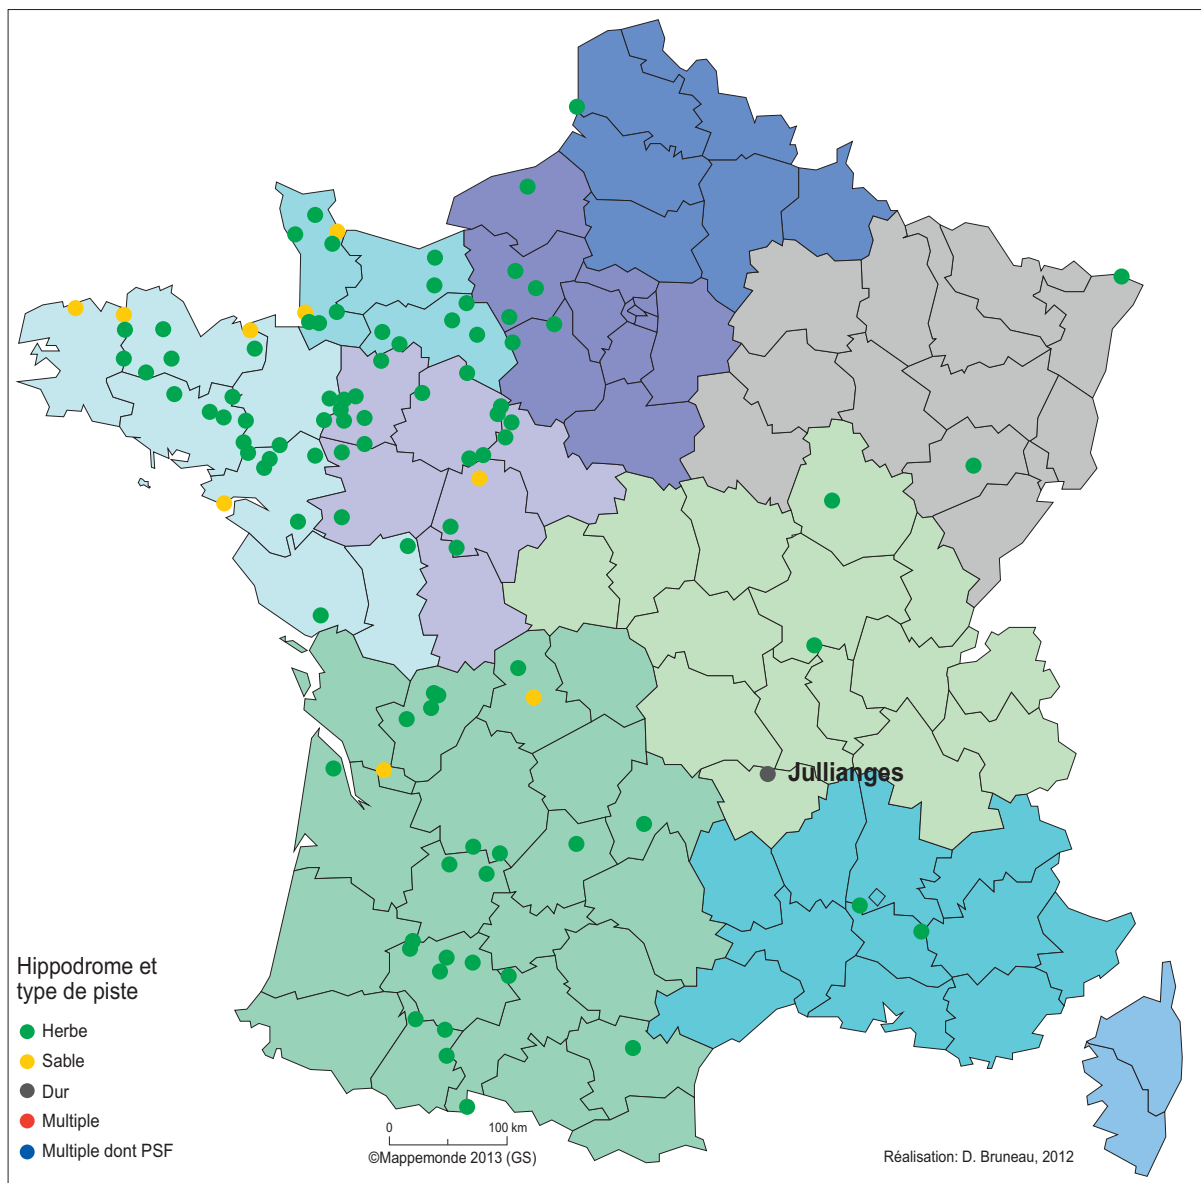 Jullianges
Hippodrome et
type de piste
Herbe
Sable
Dur
Multiple
Multiple dont PSF
0 100 km
©Mappemonde 2013 (GS)
Réalisation: D. Bruneau, 2012